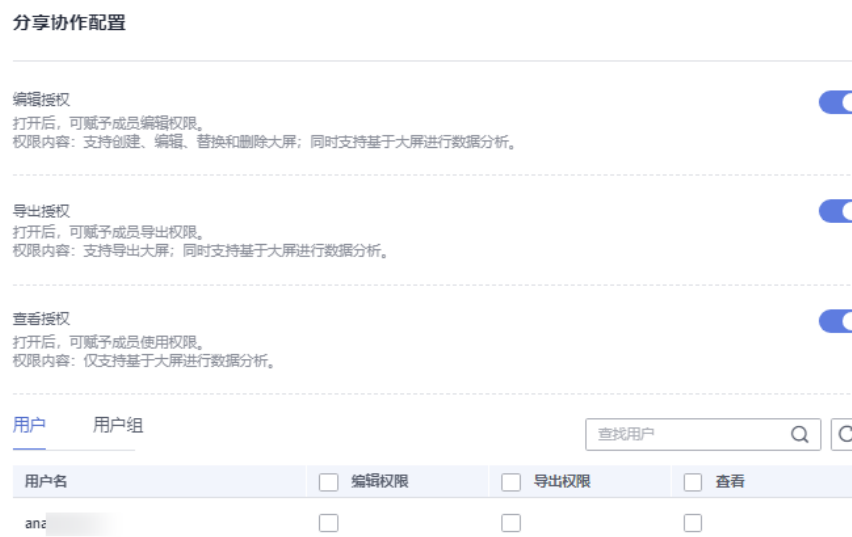 分享协作配置
编辑授权
打开后，可赋予成员编辑权限。
权限内容：支持创建、编辑、替换和删除大屏；同时支持基于大屏进行数据分析。
导出授权
打开后，可赋予成员导出权限。
权限内容：支持导出大屏；同时支持基于大屏进行数据分析。
查看授权
打开后，可赋予成员使用权限。
权限内容：仅支持基于大屏进行数据分析。
用户 用户组 查找用户
用户名 编辑权限 导出权限 查看
ana